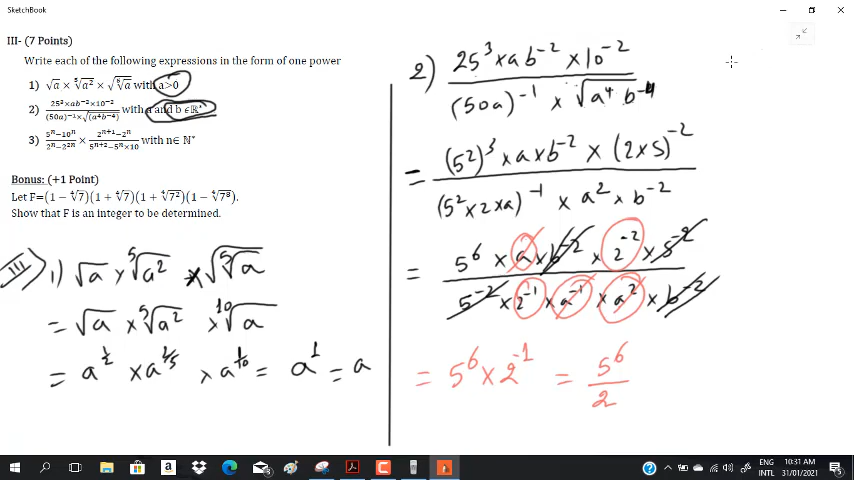 SketchBook
III- (7 Points)
Write each of the following expressions in the form of one power
1) √a × ⁵√a² × √(⁵√a) with a>0
2) (25³×ab⁻²×10⁻²)/((50a)⁻¹×√(a⁴b⁻⁴)) with a and b ∈ℝ*
3) (5ⁿ−10ⁿ)/(2ⁿ−2²ⁿ) × (2ⁿ⁺¹−2ⁿ)/(5ⁿ⁺²−5ⁿ×10) with n∈ ℕ*
Bonus: (+1 Point)
Let F=(1 − ⁴√7)(1 + ⁴√7)(1 + ⁴√7²)(1 − ⁴√7⁸).
Show that F is an integer to be determined.
III) 1) √a × ⁵√a² × √(⁵√a)
= √a × ⁵√a² × ¹⁰√a
= a^(1/2) × a^(2/5) × a^(1/10) = a¹ = a
2) (25³ × a b⁻² × 10⁻²)/((50a)⁻¹ × √(a⁴ b⁻⁴))
= ((5²)³ × a × b⁻² × (2×5)⁻²)/((5² × 2 × a)⁻¹ × a² × b⁻²)
= (5⁶ × a × b⁻² × 2⁻² × 5⁻²)/(5⁻² × 2⁻¹ × a⁻¹ × a² × b⁻²)
= 5⁶ × 2⁻¹ = 5⁶/2
ENG
INTL
10:31 AM
31/01/2021